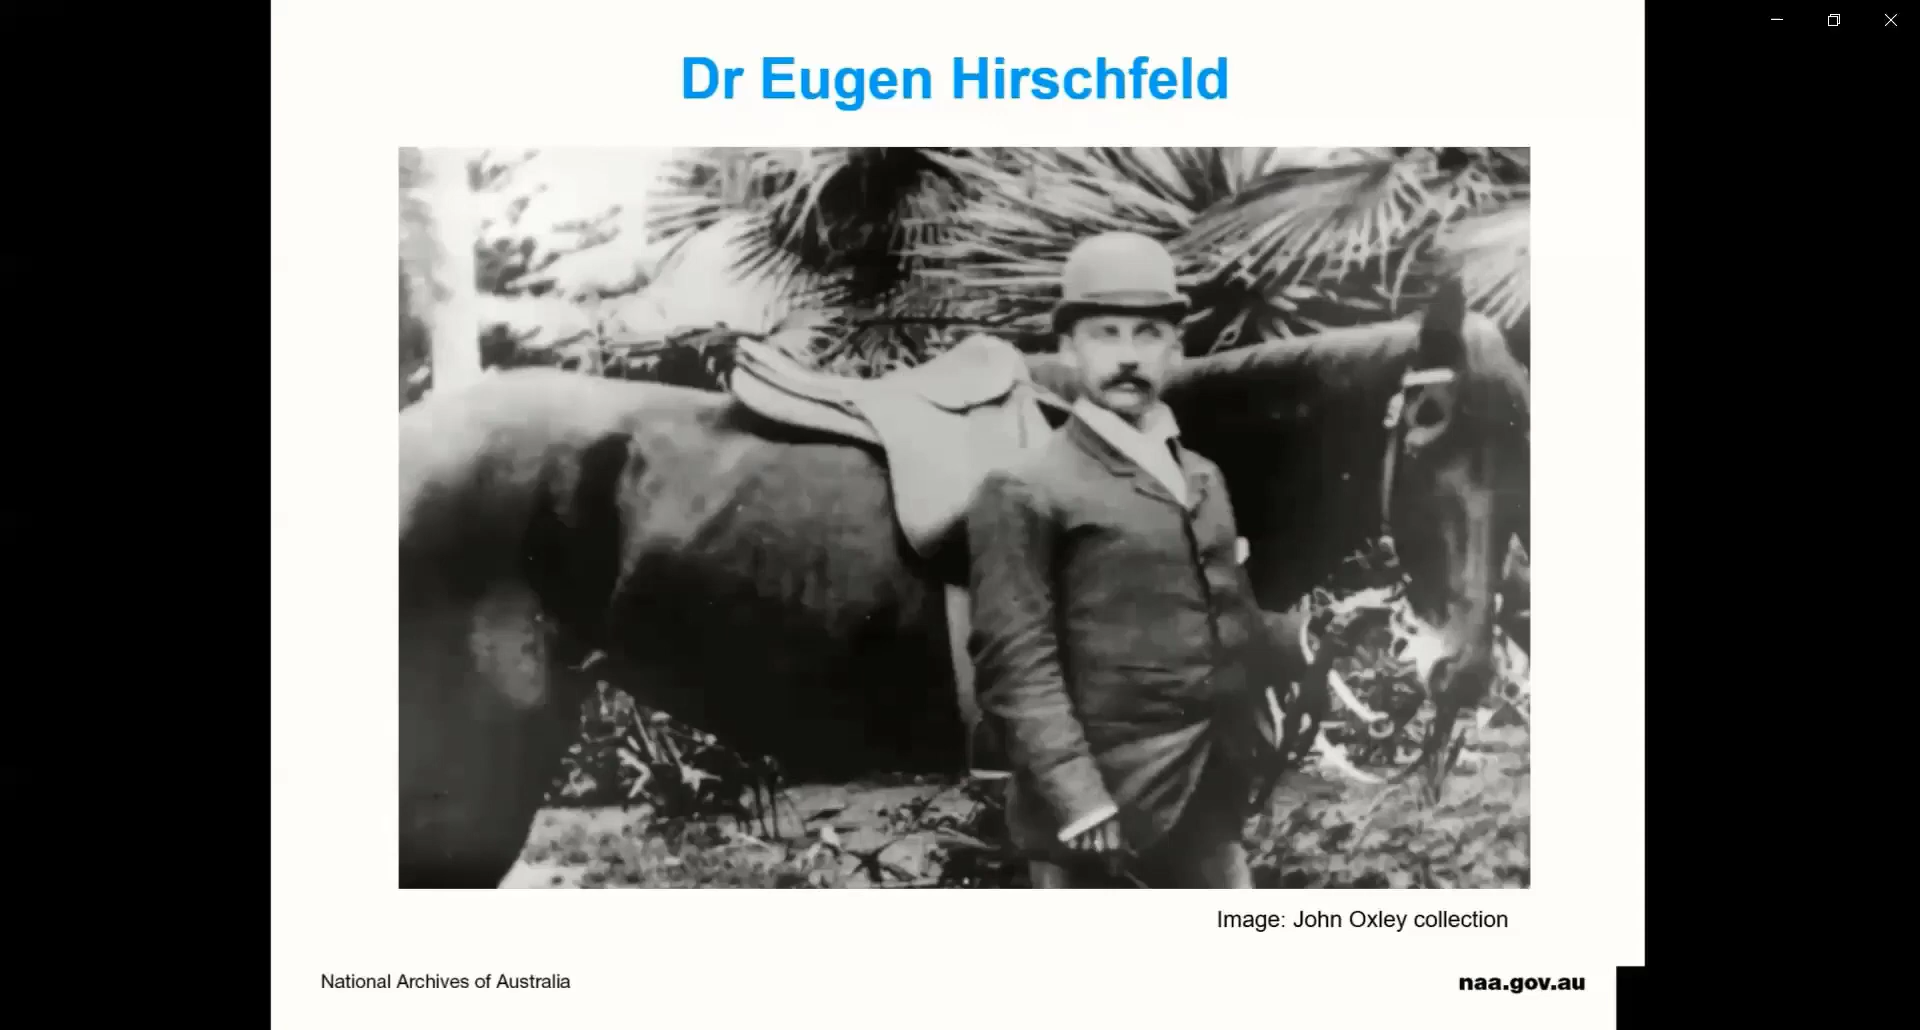 Dr Eugen Hirschfeld
Image: John Oxley collection
National Archives of Australia
naa.gov.au